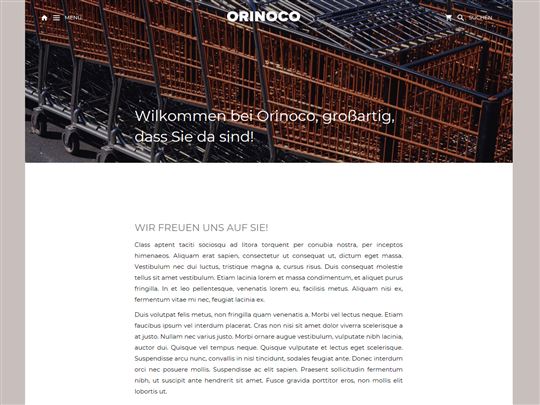 MENÜ
ORINOCO
SUCHEN
Wilkommen bei Orinoco, großartig,
dass Sie da sind!
WIR FREUEN UNS AUF SIE!
Class aptent taciti sociosqu ad litora torquent per conubia nostra, per inceptos
himenaeos. Aliquam erat sapien, consectetur ut consequat ut, dictum eget massa.
Vestibulum nec dui luctus, tristique magna a, cursus risus. Duis consequat molestie
tellus sit amet vestibulum. Etiam lacinia lorem et massa condimentum, et aliquet purus
fringilla. In et leo pellentesque, venenatis lorem eu, facilisis metus. Aliquam nisi ex,
fermentum vitae mi nec, feugiat lacinia ex.
Duis volutpat felis metus, non fringilla quam venenatis a. Morbi vel lectus neque. Etiam
faucibus ipsum vel interdum placerat. Cras non nisi sit amet dolor viverra scelerisque a
at justo. Nullam nec varius justo. Morbi ornare augue vestibulum, vulputate nibh lacinia,
auctor dui. Quisque vel tempus neque. Quisque vulputate et lectus eget scelerisque.
Suspendisse arcu nunc, convallis in nisl tincidunt, sodales feugiat ante. Donec interdum
orci nec posuere mollis. Suspendisse ac elit sapien. Praesent sollicitudin fermentum
nibh, ut suscipit ante hendrerit sit amet. Fusce gravida porttitor eros, non mollis elit
lobortis ut.